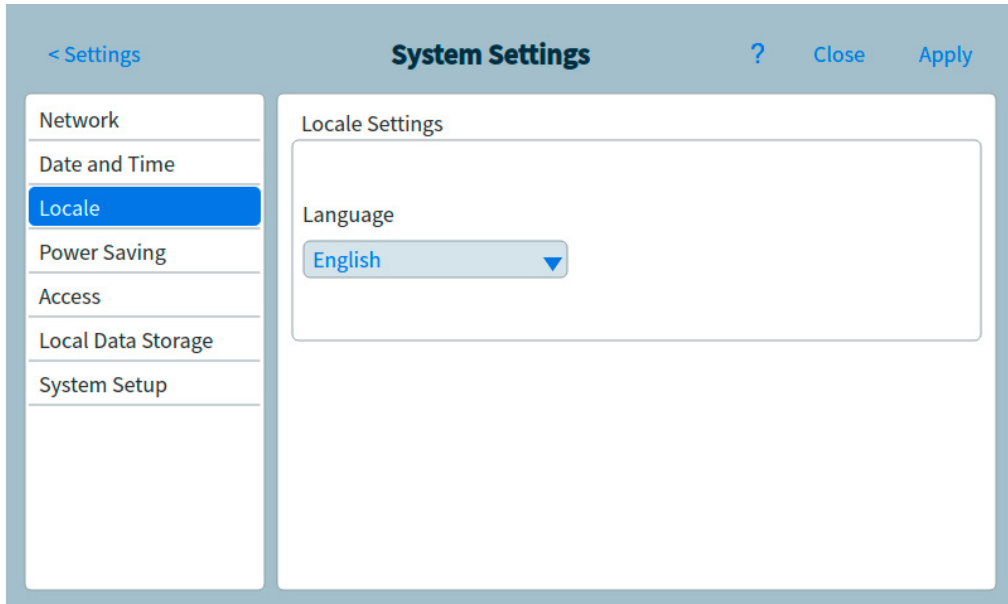 < Settings
System Settings
?
Close
Apply
Network
Date and Time
Locale
Power Saving
Access
Local Data Storage
System Setup
Locale Settings
Language
English